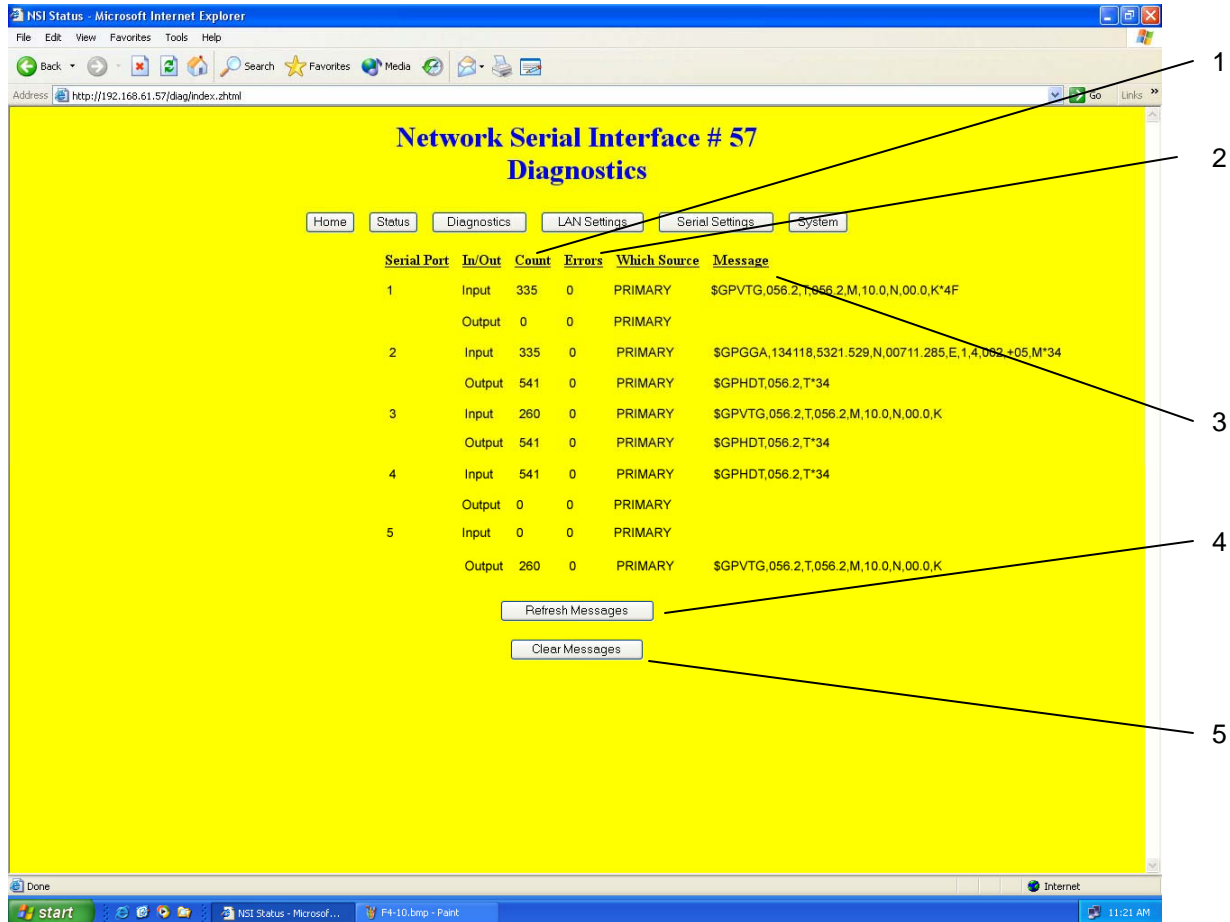 NSI Status - Microsoft Internet Explorer
File Edit View Favorites Tools Help
Back Search Favorites Media
Address http://192.168.61.57/diag/index.zhtml Go Links »
Network Serial Interface # 57
Diagnostics
Home Status Diagnostics LAN Settings Serial Settings System
Serial Port In/Out Count Errors Which Source Message
1 Input 335 0 PRIMARY $GPVTG,056.2,T,056.2,M,10.0,N,00.0,K*4F
Output 0 0 PRIMARY
2 Input 335 0 PRIMARY $GPGGA,134118,5321.529,N,00711.285,E,1,4,002,+05,M*34
Output 541 0 PRIMARY $GPHDT,056.2,T*34
3 Input 260 0 PRIMARY $GPVTG,056.2,T,056.2,M,10.0,N,00.0,K
Output 541 0 PRIMARY $GPHDT,056.2,T*34
4 Input 541 0 PRIMARY $GPHDT,056.2,T*34
Output 0 0 PRIMARY
5 Input 0 0 PRIMARY
Output 260 0 PRIMARY $GPVTG,056.2,T,056.2,M,10.0,N,00.0,K
Refresh Messages
Clear Messages
Done Internet
start NSI Status - Microsof... F4-10.bmp - Paint 11:21 AM
1
2
3
4
5